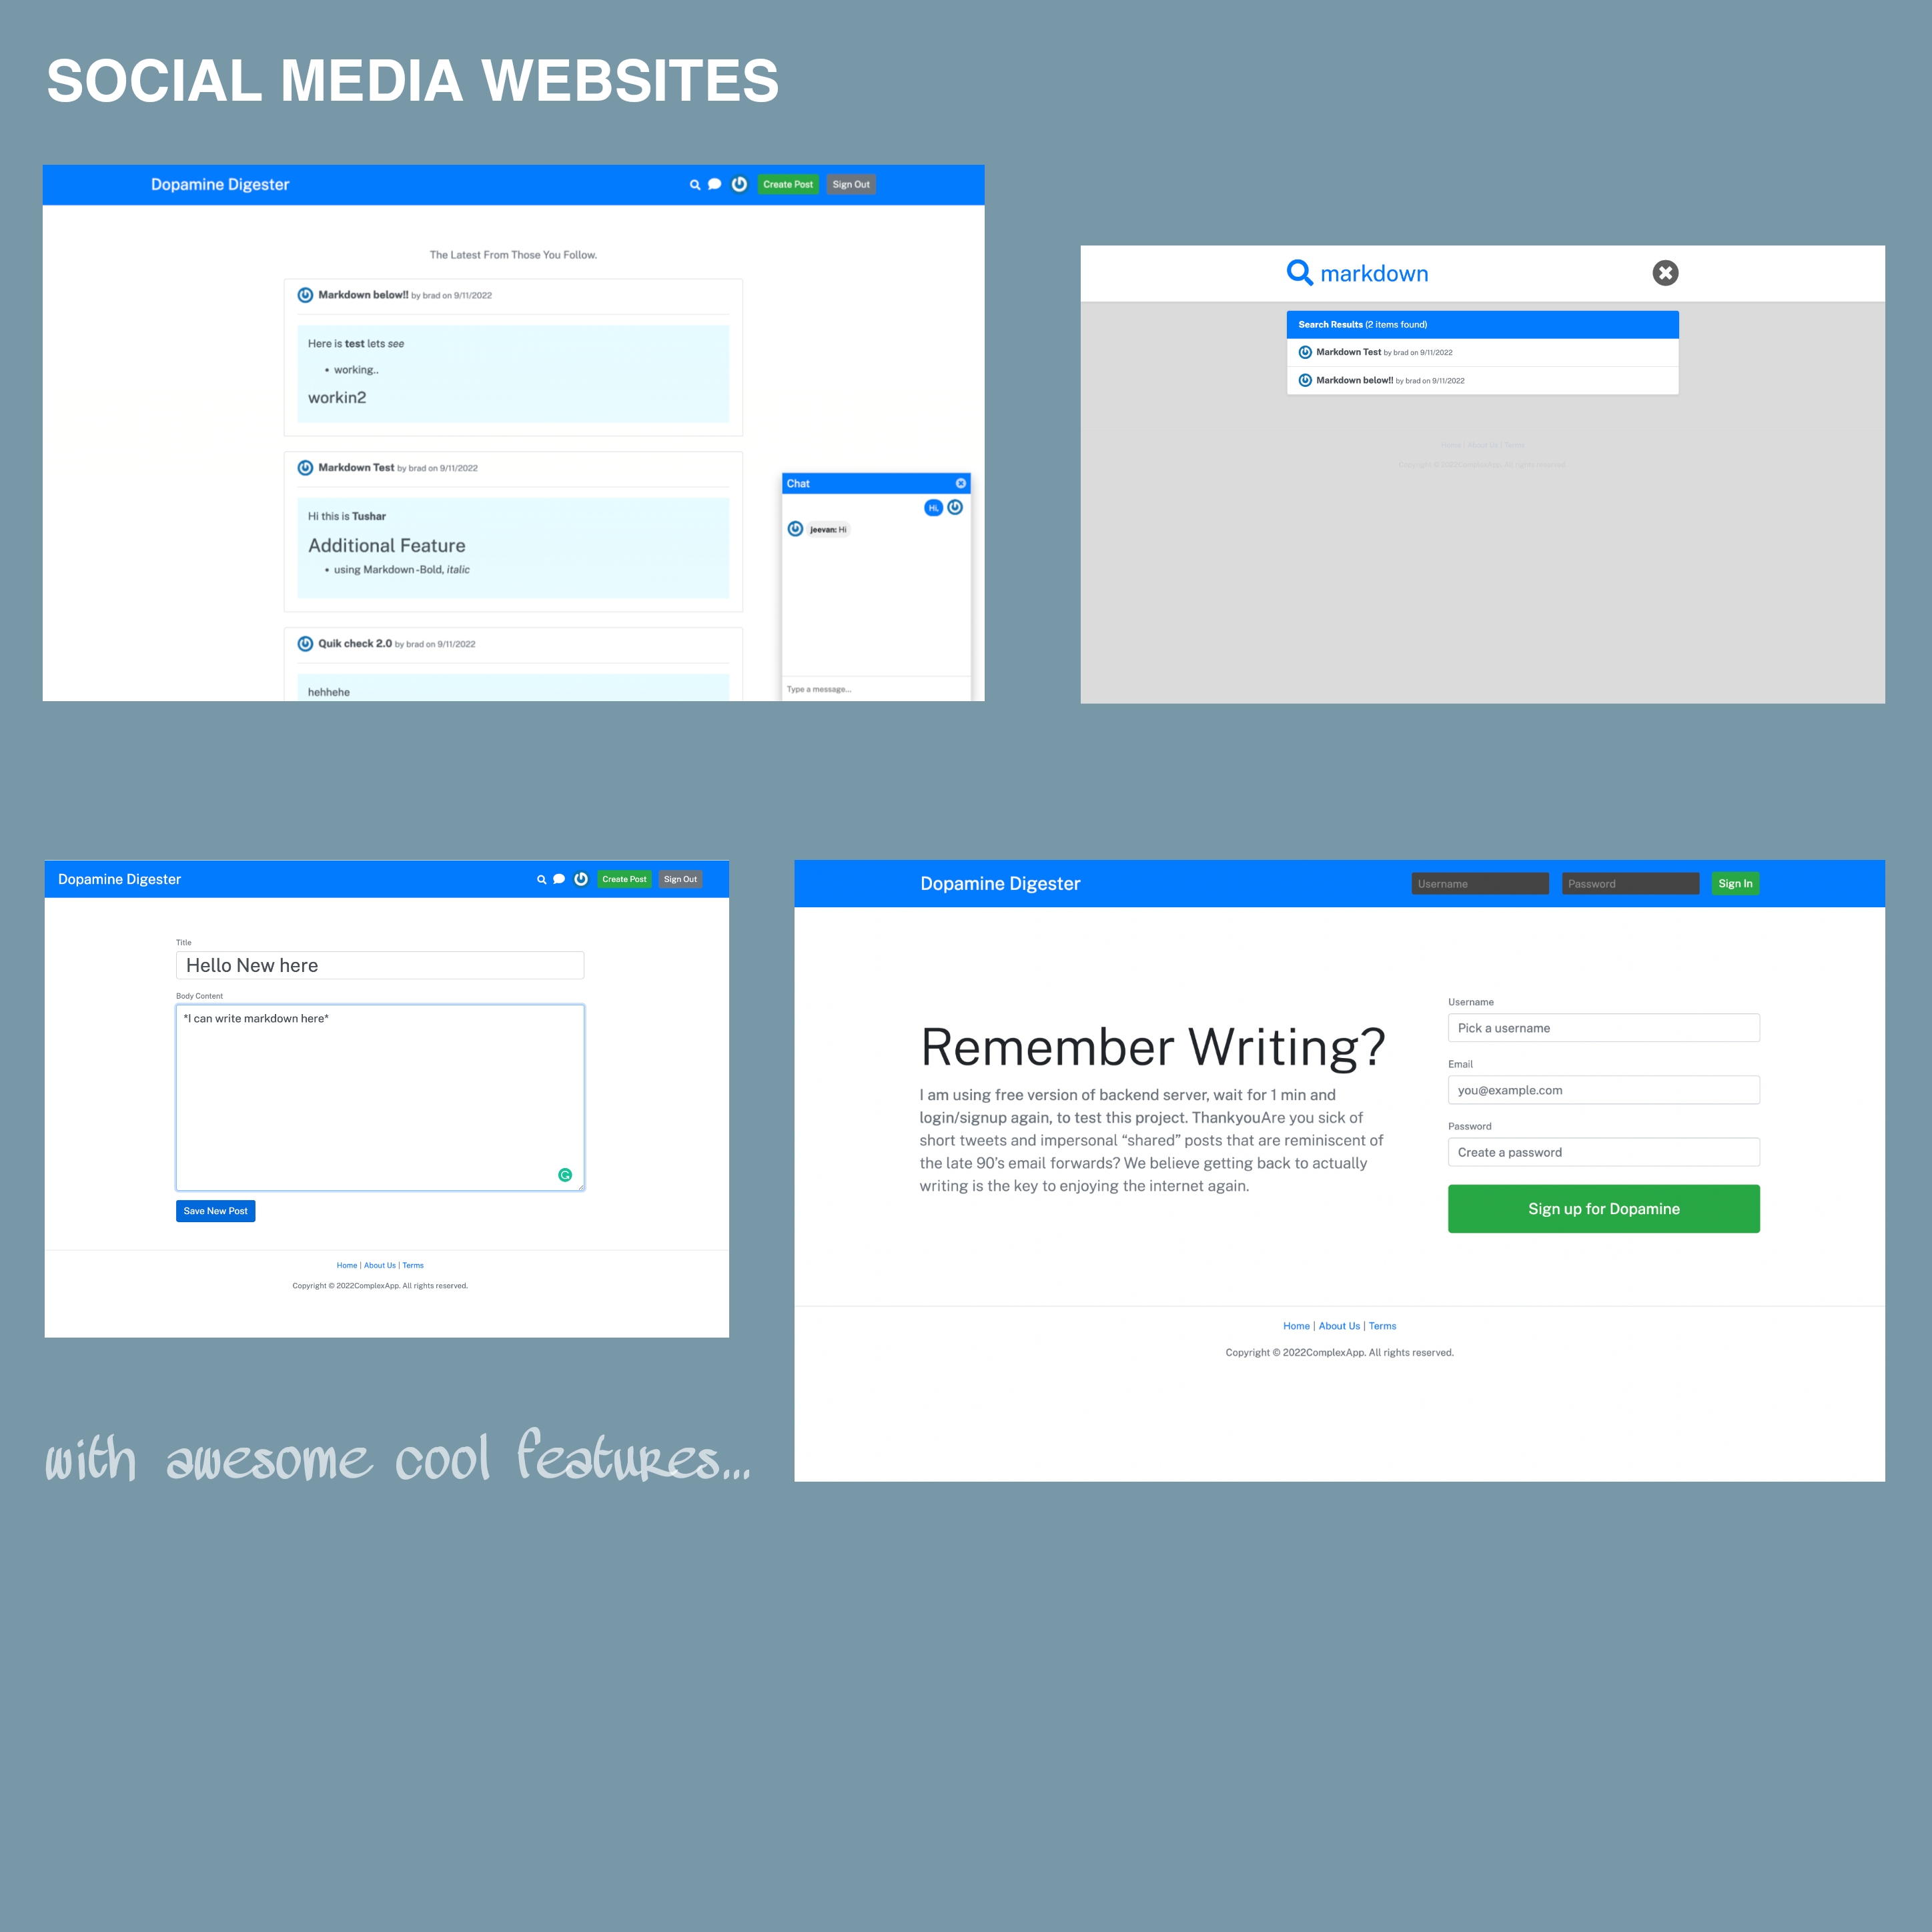 SOCIAL MEDIA WEBSITES
Dopamine Digester
Create Post
Sign Out
The Latest From Those You Follow.
Markdown below!! by brad on 9/11/2022
Here is test lets see
• working..
workin2
Markdown Test by brad on 9/11/2022
Hi this is Tushar
Additional Feature
• using Markdown -Bold, italic
Quik check 2.0 by brad on 9/11/2022
hehhehe
Chat
Hi,
jeevan: Hi
Type a message...
markdown
Search Results (2 items found)
Markdown Test by brad on 9/11/2022
Markdown below!! by brad on 9/11/2022
Home | About Us | Terms
Copyright © 2022ComplexApp. All rights reserved.
Dopamine Digester
Create Post
Sign Out
Title
Hello New here
Body Content
*I can write markdown here*
Save New Post
Home | About Us | Terms
Copyright © 2022ComplexApp. All rights reserved.
Dopamine Digester
Username
Password
Sign In
Remember Writing?
I am using free version of backend server, wait for 1 min and
login/signup again, to test this project. ThankyouAre you sick of
short tweets and impersonal “shared” posts that are reminiscent of
the late 90’s email forwards? We believe getting back to actually
writing is the key to enjoying the internet again.
Username
Pick a username
Email
you@example.com
Password
Create a password
Sign up for Dopamine
Home | About Us | Terms
Copyright © 2022ComplexApp. All rights reserved.
with awesome cool features...